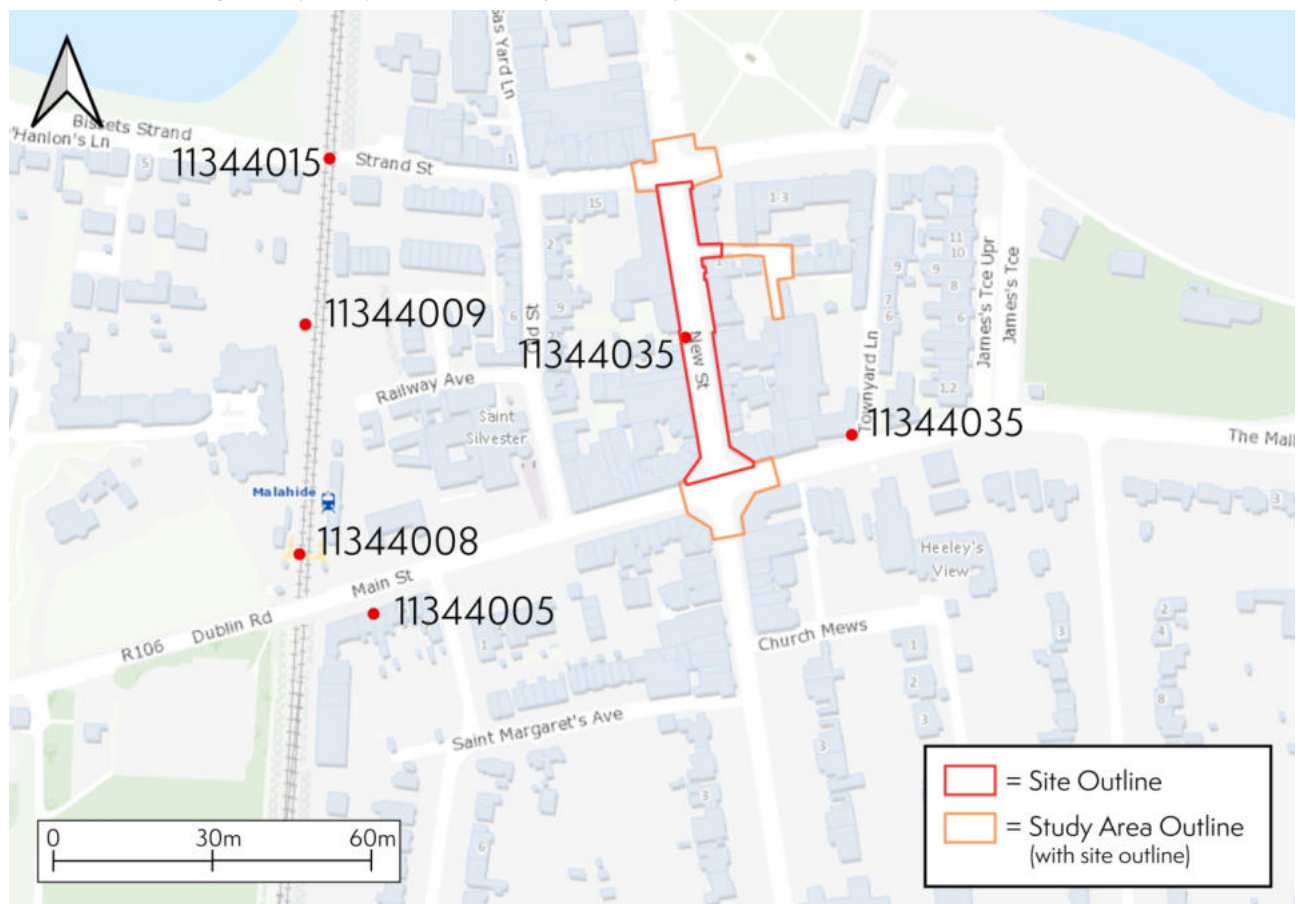 Gas Yard Ln
Bissets Strand
'Hanlon's Ln
5
11344015
Strand St
1
15
1-3
2
9
6
11344009
11344035
New St
1
11
10
9
9
8
7
6
6
1,2
James's Tce Upr
James's Tce
Townyard Ln
Railway Ave
Saint
Silvester
11344035
The Mall
Malahide
11344008
Main St
11344005
R106
Dublin Rd
Heeley's
View
3
1
Church Mews
1
2
3
3
2
4
8
Saint Margaret's Ave
3
3
6
0
30m
60m
= Site Outline
= Study Area Outline
(with site outline)